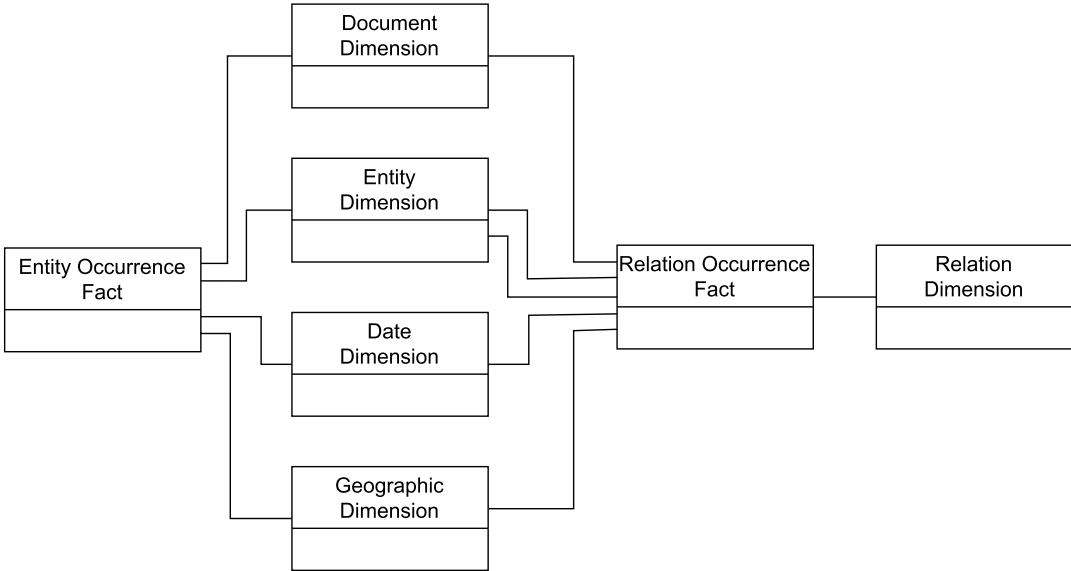 Document
Dimension
Entity
Dimension
Entity Occurrence
Fact
Relation Occurrence
Fact
Relation
Dimension
Date
Dimension
Geographic
Dimension